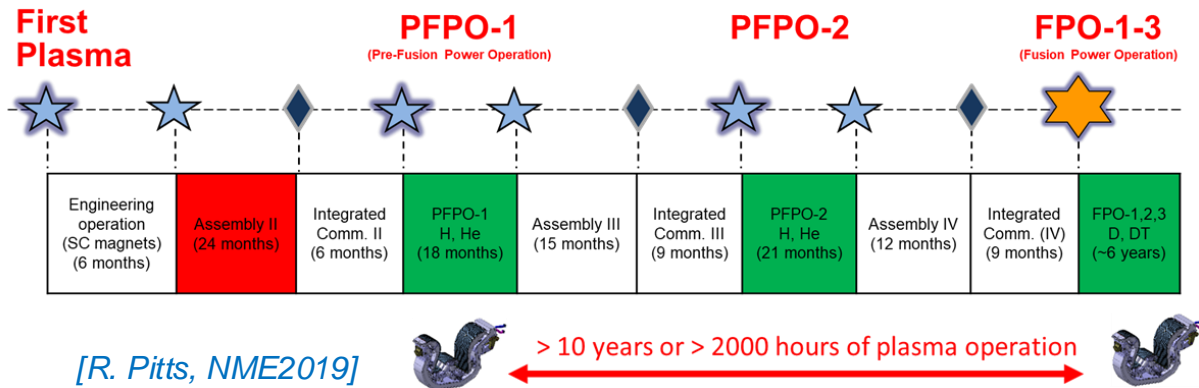 First
Plasma
PFPO-1
(Pre-Fusion Power Operation)
PFPO-2
FPO-1-3
(Fusion Power Operation)
Engineering
operation
(SC magnets)
(6 months)
Assembly II
(24 months)
Integrated
Comm. II
(6 months)
PFPO-1
H, He
(18 months)
Assembly III
(15 months)
Integrated
Comm. III
(9 months)
PFPO-2
H, He
(21 months)
Assembly IV
(12 months)
Integrated
Comm. (IV)
(9 months)
FPO-1,2,3
D, DT
(~6 years)
[R. Pitts, NME2019]
> 10 years or > 2000 hours of plasma operation